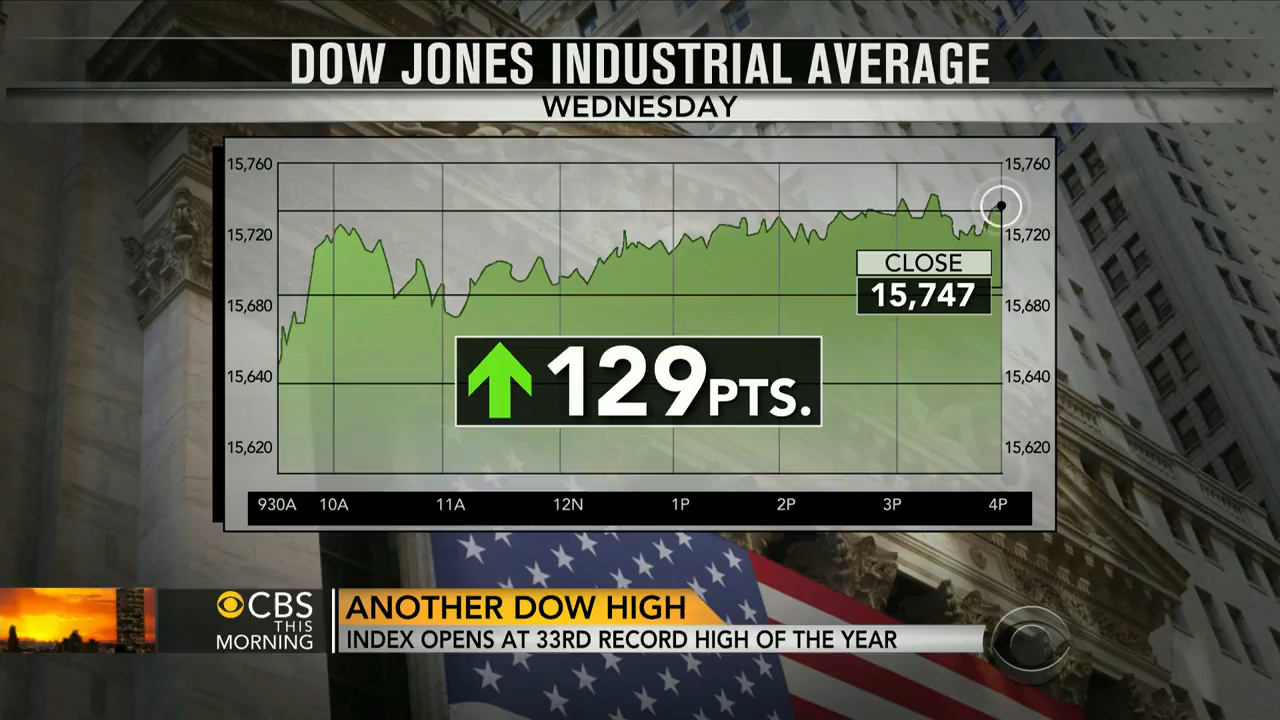 DOW JONES INDUSTRIAL AVERAGE
WEDNESDAY
15,760 15,760
15,720 15,720
CLOSE
15,747
15,680 15,680
129PTS.
15,640 15,640
15,620 15,620
930A 10A 11A 12N 1P 2P 3P 4P
CBS
THIS
MORNING
ANOTHER DOW HIGH
INDEX OPENS AT 33RD RECORD HIGH OF THE YEAR